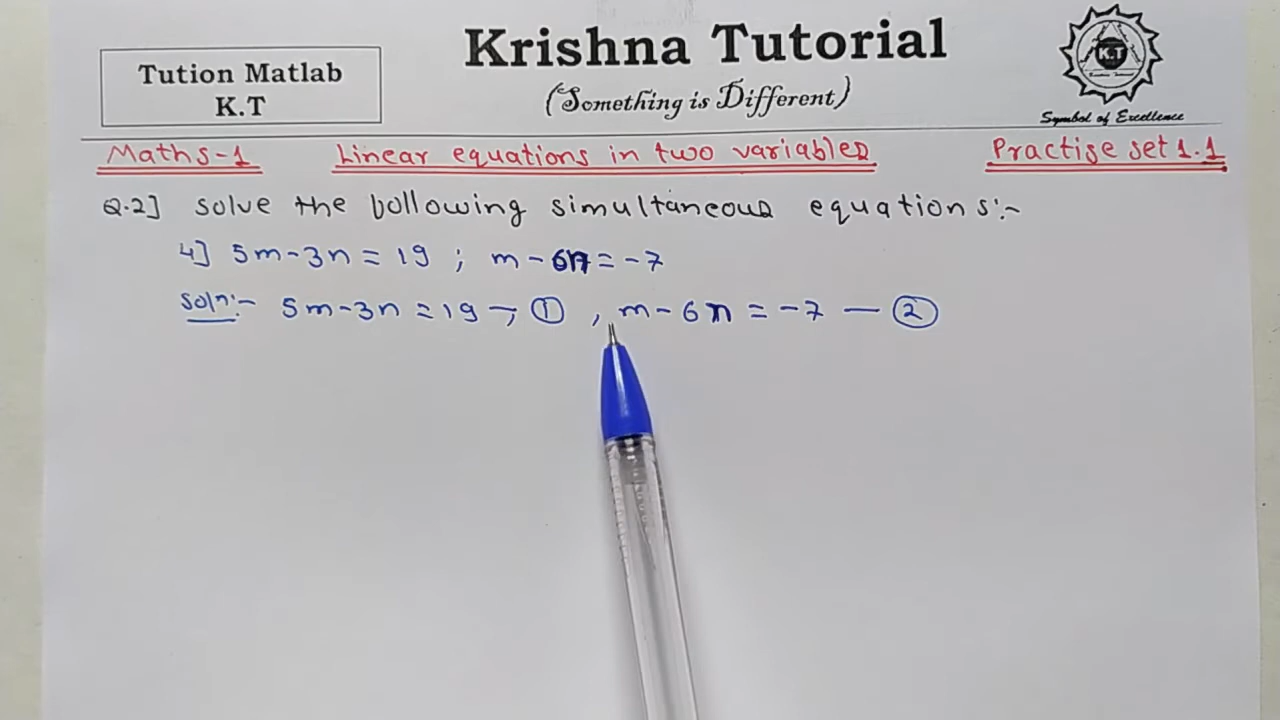 Tution Matlab
K.T
Krishna Tutorial
(Something is Different)
K.T
Symbol of Excellence
Maths-1 Linear equations in two variables Practise set 1.1
Q.2] solve the following simultaneous equations:-
4] 5m-3n = 19 ; m-6n = -7
Soln:- 5m-3n = 19 —, ① , m-6n = -7 — ②